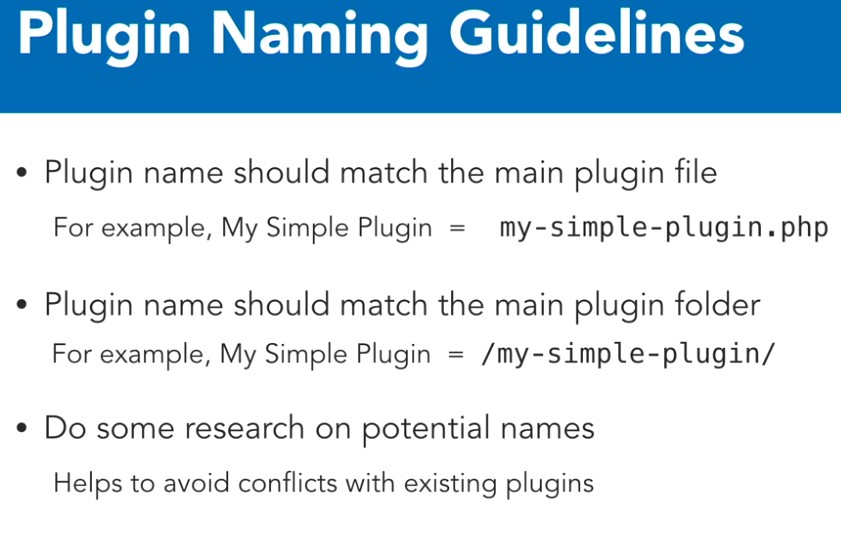 Plugin Naming Guidelines
• Plugin name should match the main plugin file
For example, My Simple Plugin = my-simple-plugin.php
• Plugin name should match the main plugin folder
For example, My Simple Plugin = /my-simple-plugin/
• Do some research on potential names
Helps to avoid conflicts with existing plugins